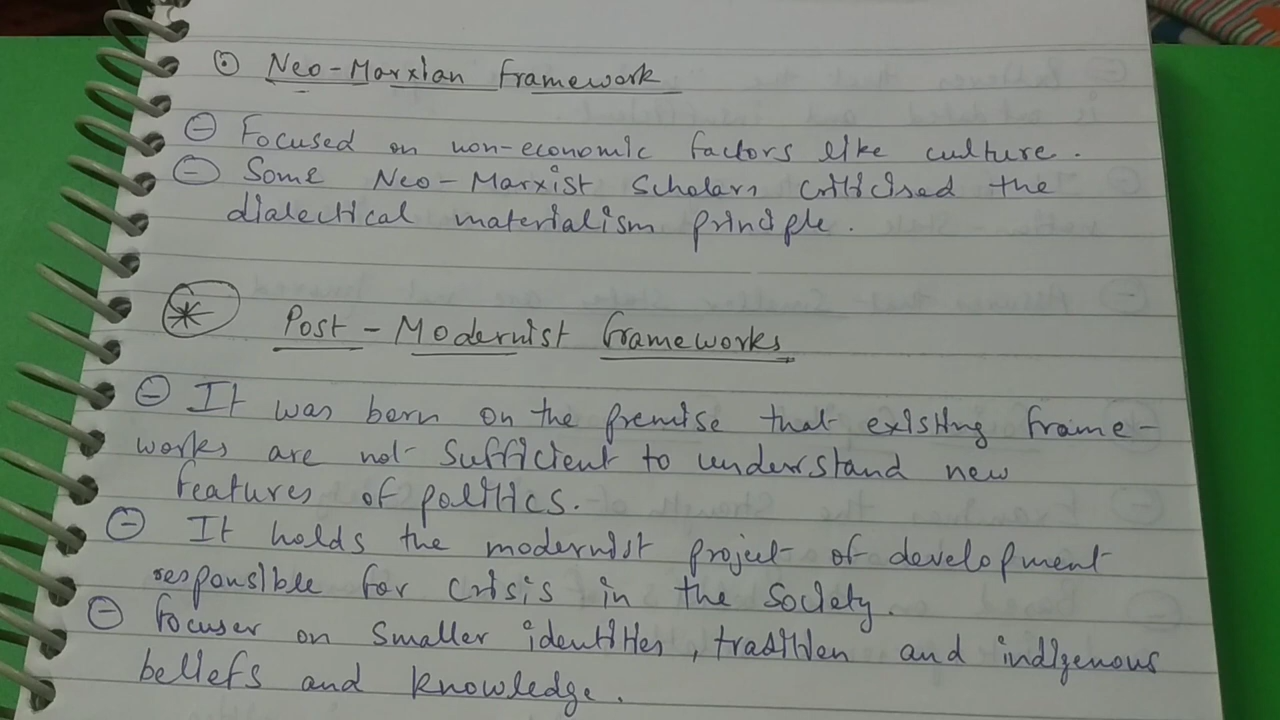 ⊙ Neo-Marxian Framework
⊖ Focused on non-economic factors like culture.
⊖ Some Neo-Marxist Scholars criticised the
dialectical materialism principle.
* Post-Modernist Frameworks
⊖ It was born on the premise that existing frame-
works are not sufficient to understand new
features of politics.
⊖ It holds the modernist project of development
responsible for crisis in the society.
⊖ Focuses on smaller identities, tradition and indigenous
beliefs and knowledge.